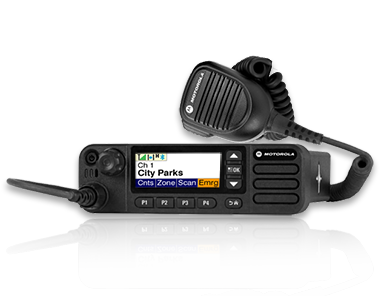 MOTOROLA
Ch 1
City Parks
Cnts Zone Scan Emrg
OK
MOTOROLA
P1 P2 P3 P4